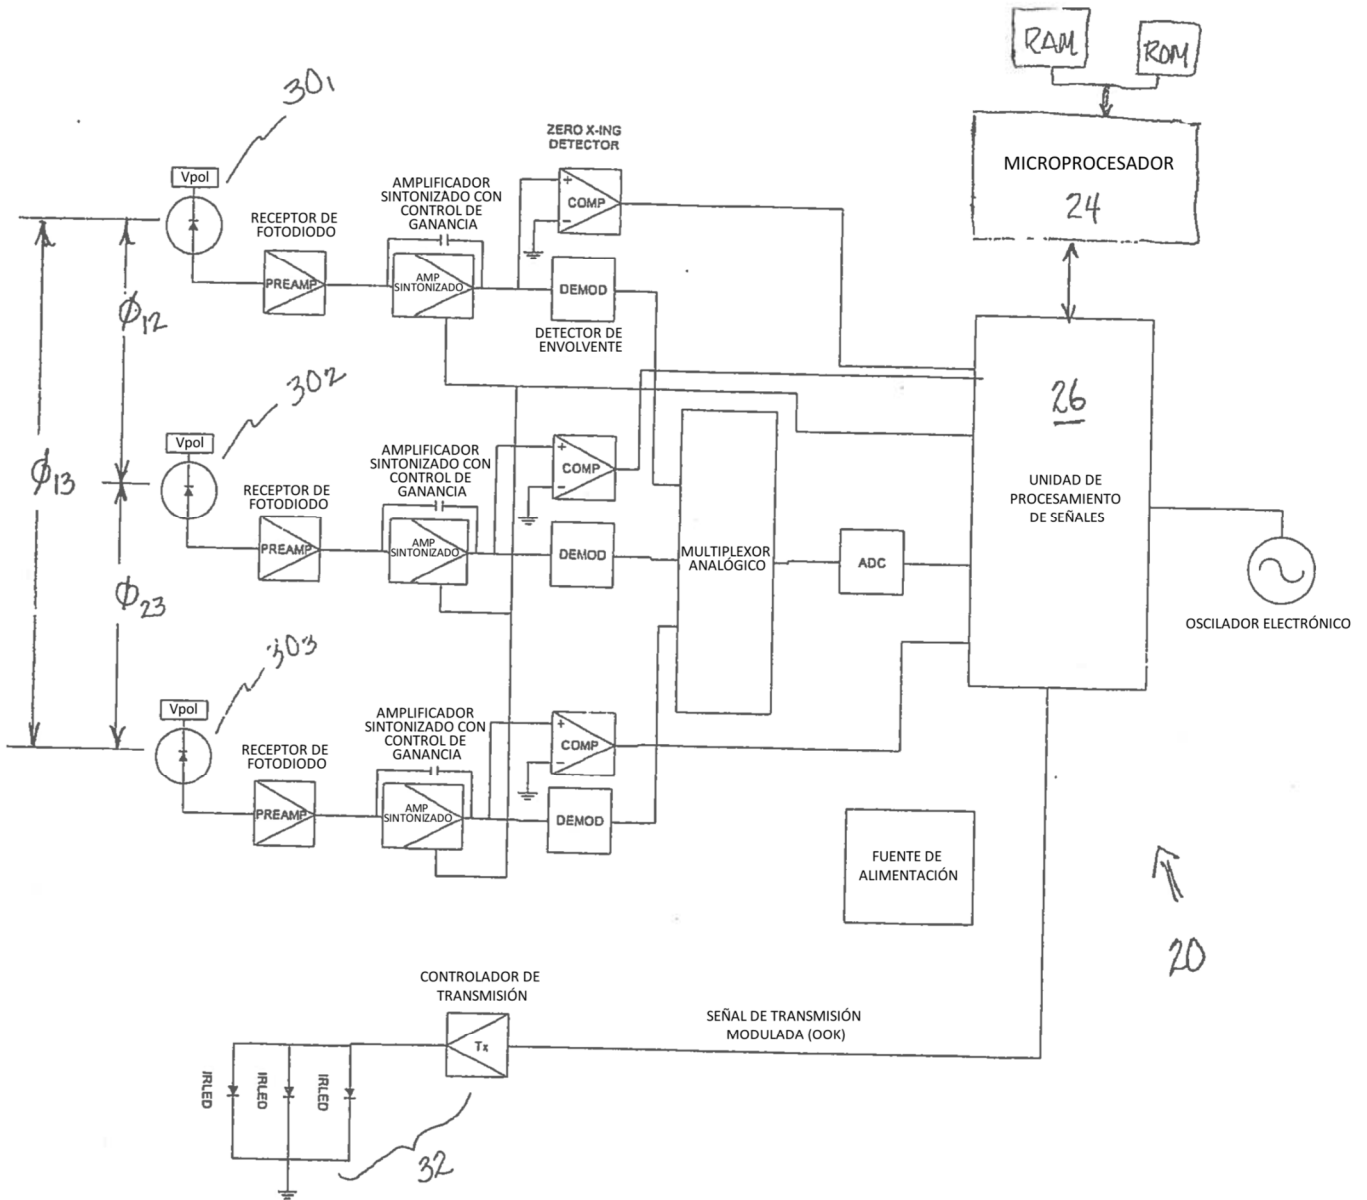 RAM
ROM
301
ZERO X-ING
DETECTOR
MICROPROCESADOR
24
Vpol
AMPLIFICADOR
SINTONIZADO CON
CONTROL DE
GANANCIA
+
COMP
−
RECEPTOR DE
FOTODIODO
PREAMP
AMP
SINTONIZADO
DEMOD
DETECTOR DE
ENVOLVENTE
ϕ12
302
26
UNIDAD DE
PROCESAMIENTO
DE SEÑALES
Vpol
AMPLIFICADOR
SINTONIZADO CON
CONTROL DE
GANANCIA
+
COMP
−
ϕ13
RECEPTOR DE
FOTODIODO
PREAMP
AMP
SINTONIZADO
DEMOD
MULTIPLEXOR
ANALÓGICO
ADC
OSCILADOR ELECTRÓNICO
ϕ23
303
Vpol
AMPLIFICADOR
SINTONIZADO CON
CONTROL DE
GANANCIA
+
COMP
−
RECEPTOR DE
FOTODIODO
PREAMP
AMP
SINTONIZADO
DEMOD
FUENTE DE
ALIMENTACIÓN
20
CONTROLADOR DE
TRANSMISIÓN
Tx
SEÑAL DE TRANSMISIÓN
MODULADA (OOK)
IRLED
IRLED
IRLED
32